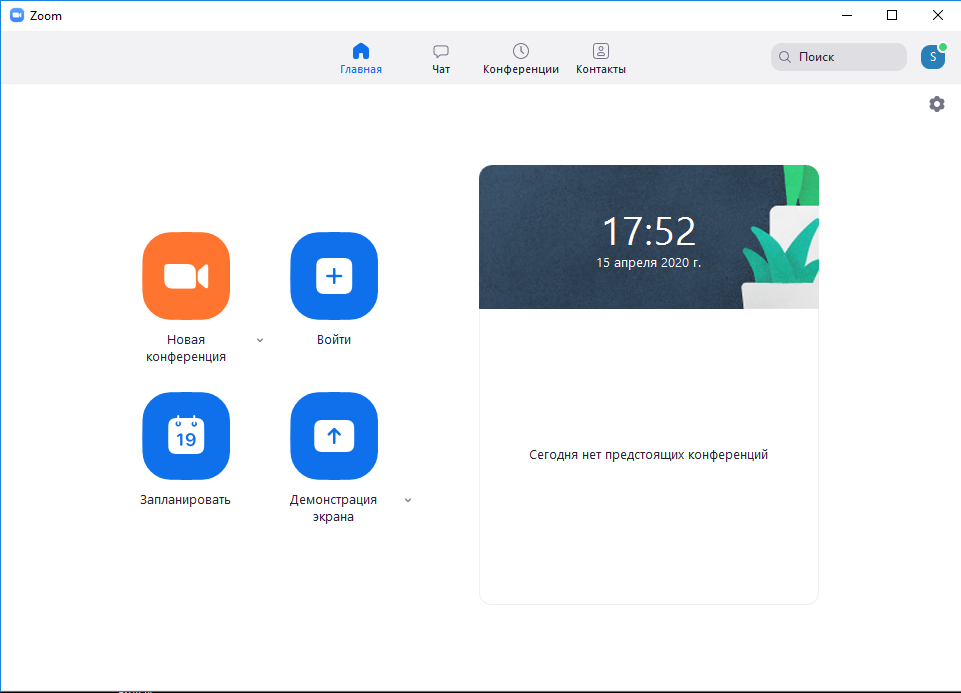 Zoom
Главная
Чат
Конференции
Контакты
Поиск
S
17:52
15 апреля 2020 г.
Новая
конференция
Войти
19
Запланировать
Демонстрация
экрана
Сегодня нет предстоящих конференций